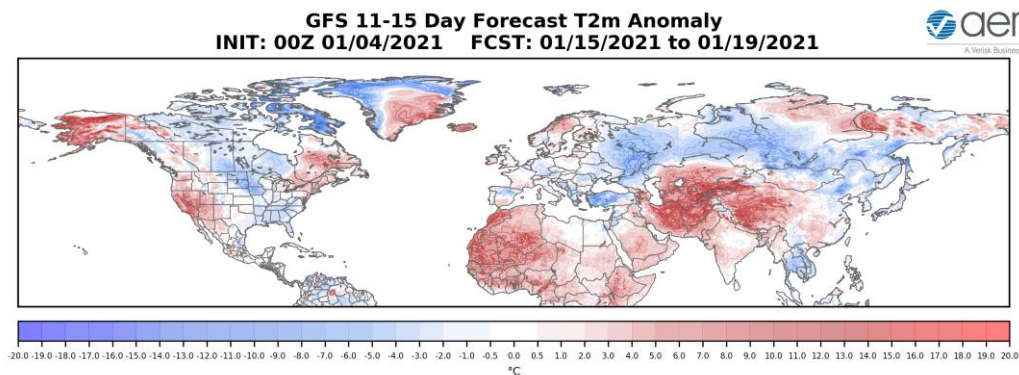 GFS 11-15 Day Forecast T2m Anomaly
INIT: 00Z 01/04/2021 FCST: 01/15/2021 to 01/19/2021
aer
A Verisk Business
-20.0 -19.0 -18.0 -17.0 -16.0 -15.0 -14.0 -13.0 -12.0 -11.0 -10.0 -9.0 -8.0 -7.0 -6.0 -5.0 -4.0 -3.0 -2.0 -1.0 -0.5 0.0 0.5 1.0 2.0 3.0 4.0 5.0 6.0 7.0 8.0 9.0 10.0 11.0 12.0 13.0 14.0 15.0 16.0 17.0 18.0 19.0 20.0
°C